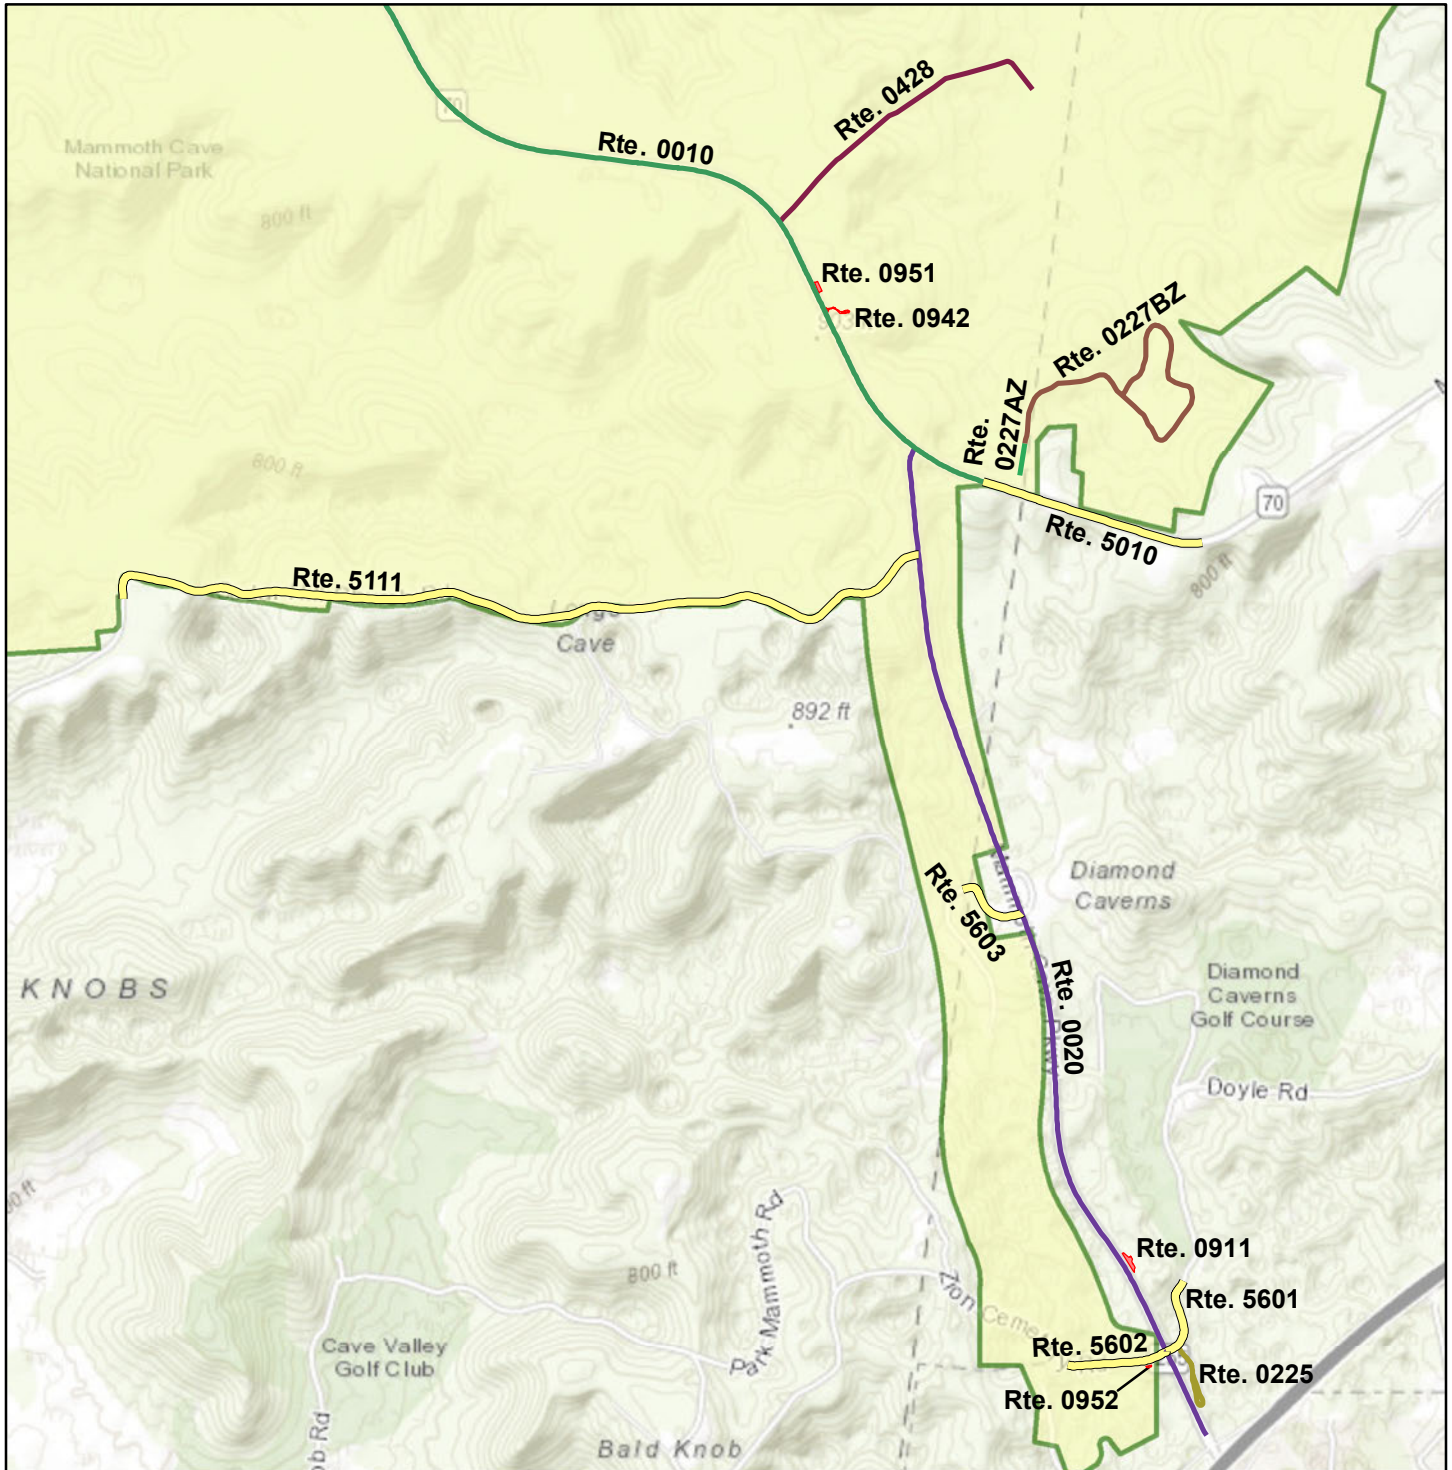 70
Rte. 0428
Rte. 0010
Mammoth Cave
National Park
800 ft
Rte. 0951
Rte. 0942
Rte. 0227BZ
Rte.
0227AZ
800 ft
70
Rte. 5010
800 ft
Rte. 5111
Cave
892 ft
Diamond
Caverns
Rte. 5603
Rte. 0020
KNOBS
Diamond
Caverns
Golf Course
Doyle Rd
Park Mammoth Rd
Rte. 0911
800 ft
Rte. 5601
Zion
Rte. 5602
Cave Valley
Golf Club
Rte. 0225
Rte. 0952
Bald Knob